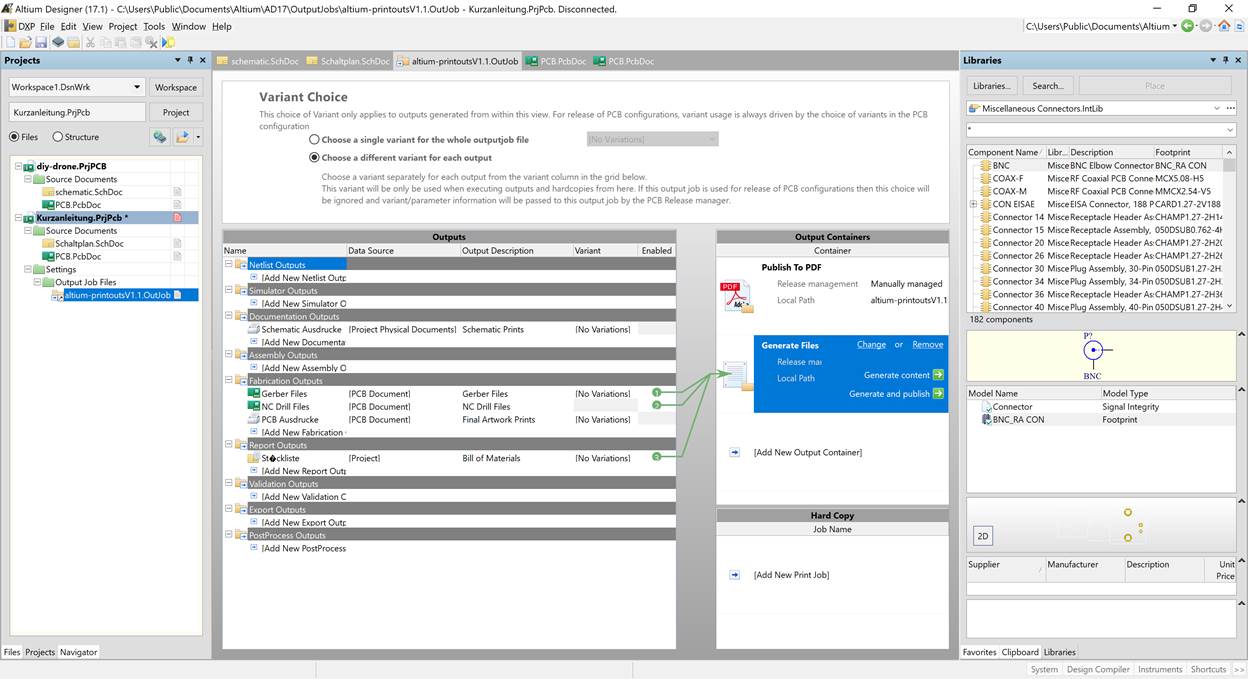 Altium Designer (17.1) - C:\Users\Public\Documents\Altium\AD17\OutputJobs\altium-printoutsV1.1.OutJob - Kurzanleitung.PrjPcb. Disconnected.
DXP File Edit View Project Tools Window Help
C:\Users\Public\Documents\Altium
Projects
Workspace1.DsnWrk Workspace
Kurzanleitung.PrjPcb Project
Files Structure
diy-drone.PrjPCB
Source Documents
schematic.SchDoc
PCB.PcbDoc
Kurzanleitung.PrjPcb *
Source Documents
Schaltplan.SchDoc
PCB.PcbDoc
Settings
Output Job Files
altium-printoutsV1.1.OutJob
Files Projects Navigator
schematic.SchDoc Schaltplan.SchDoc altium-printoutsV1.1.OutJob PCB.PcbDoc PCB.PcbDoc
Variant Choice
This choice of Variant only applies to outputs generated from within this view. For release of PCB configurations, variant usage is always driven by the choice of variants in the PCB
configuration
Choose a single variant for the whole outputjob file [No Variations]
Choose a different variant for each output
Choose a variant separately for each output from the variant column in the grid below.
This variant will be only be used when executing outputs and hardcopies from here. If this output job is used for release of PCB configurations then this choice will
be ignored and variant/parameter information will be passed to this output job by the PCB Release manager.
Outputs
Name Data Source Output Description Variant Enabled
Netlist Outputs
[Add New Netlist Outp
Simulator Outputs
[Add New Simulator O
Documentation Outputs
Schematic Ausdrucke [Project Physical Documents] Schematic Prints [No Variations]
[Add New Documenta
Assembly Outputs
[Add New Assembly O
Fabrication Outputs
Gerber Files [PCB Document] Gerber Files [No Variations] 1
NC Drill Files [PCB Document] NC Drill Files 2
PCB Ausdrucke [PCB Document] Final Artwork Prints [No Variations]
[Add New Fabrication
Report Outputs
St�ckliste [Project] Bill of Materials [No Variations] 3
[Add New Report Outp
Validation Outputs
[Add New Validation C
Export Outputs
[Add New Export Outp
PostProcess Outputs
[Add New PostProcess
Output Containers
Container
Publish To PDF
Release management Manually managed
Local Path altium-printoutsV1.1
PDF
Generate Files Change or Remove
Release mai
Local Path Generate content
Generate and publish
[Add New Output Container]
Hard Copy
Job Name
[Add New Print Job]
Libraries
Libraries... Search... Place
Miscellaneous Connectors.IntLib ...
*
Component Name Libr... Description Footprint
BNC Misce BNC Elbow Connector BNC_RA CON
COAX-F Misce RF Coaxial PCB Conne MCX5.08-H5
COAX-M Misce RF Coaxial PCB Conne MMCX2.54-V5
CON EISAE Misce EISA Connector, 188 P CARD1.27-2V188
Connector 14 Misce Receptacle Header As: CHAMP1.27-2H14
Connector 15 Misce Receptacle Assembly, 050DSUB0.762-4H
Connector 20 Misce Receptacle Header As: CHAMP1.27-2H20
Connector 26 Misce Receptacle Header As: CHAMP1.27-2H26
Connector 30 Misce Plug Assembly, 30-Pin 050DSUB1.27-2H
Connector 34 Misce Plug Assembly, 34-Pin 050DSUB1.27-2H
Connector 36 Misce Receptacle Header As: CHAMP1.27-2H36
Connector 40 Misce Plug Assembly, 40-Pin 050DSUB1.27-2H
182 components
P?
BNC
Model Name Model Type
Connector Signal Integrity
BNC_RA CON Footprint
2D
Supplier Manufacturer Description Unit
Price
Favorites Clipboard Libraries
System Design Compiler Instruments Shortcuts >>